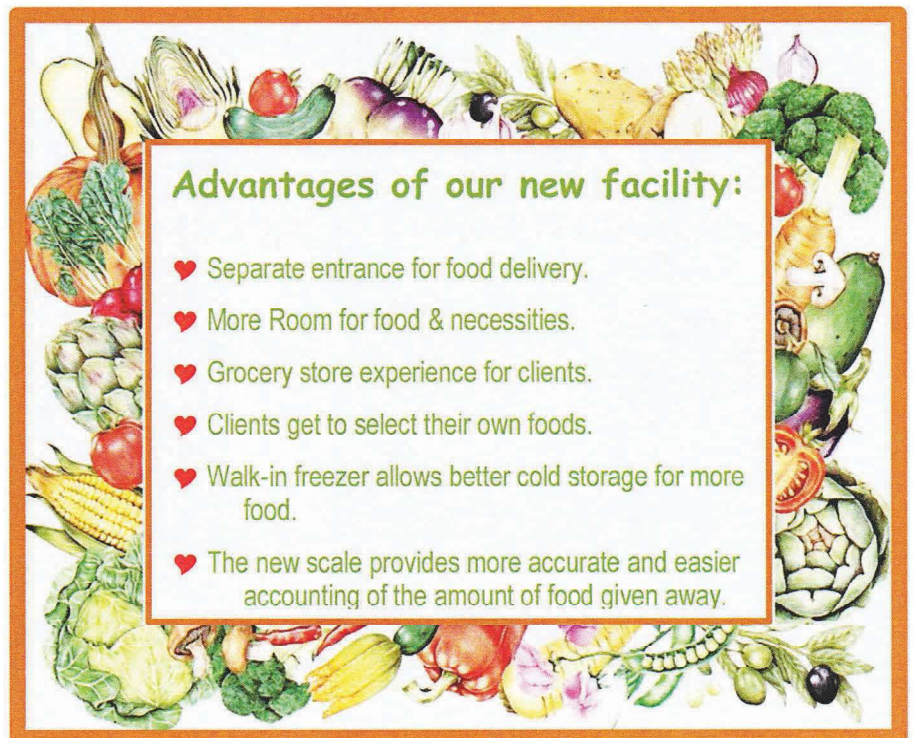 Advantages of our new facility:
Separate entrance for food delivery.
More Room for food & necessities.
Grocery store experience for clients.
Clients get to select their own foods.
Walk-in freezer allows better cold storage for more
food.
The new scale provides more accurate and easier
accounting of the amount of food given away.